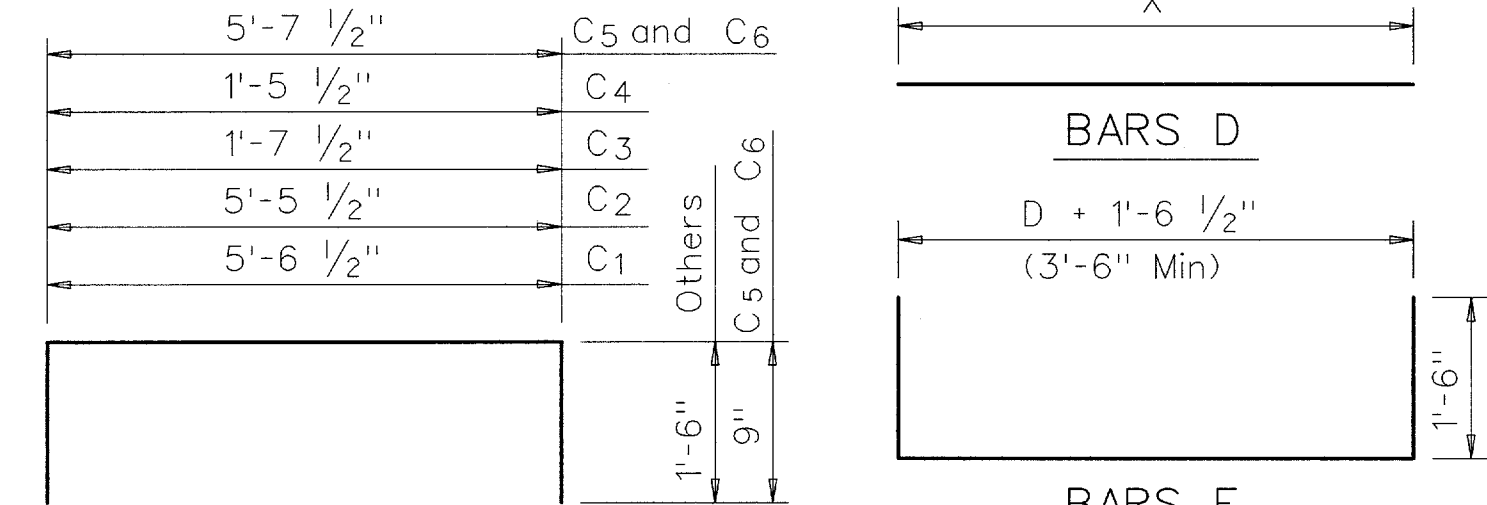 5'-7 1/2" C5 and C6
1'-5 1/2" C4
1'-7 1/2" C3
5'-5 1/2" C2
5'-6 1/2" C1
Others
C5 and C6
1'-6"
9"
X
BARS D
D + 1'-6 1/2"
(3'-6" Min)
1'-6"
BARS